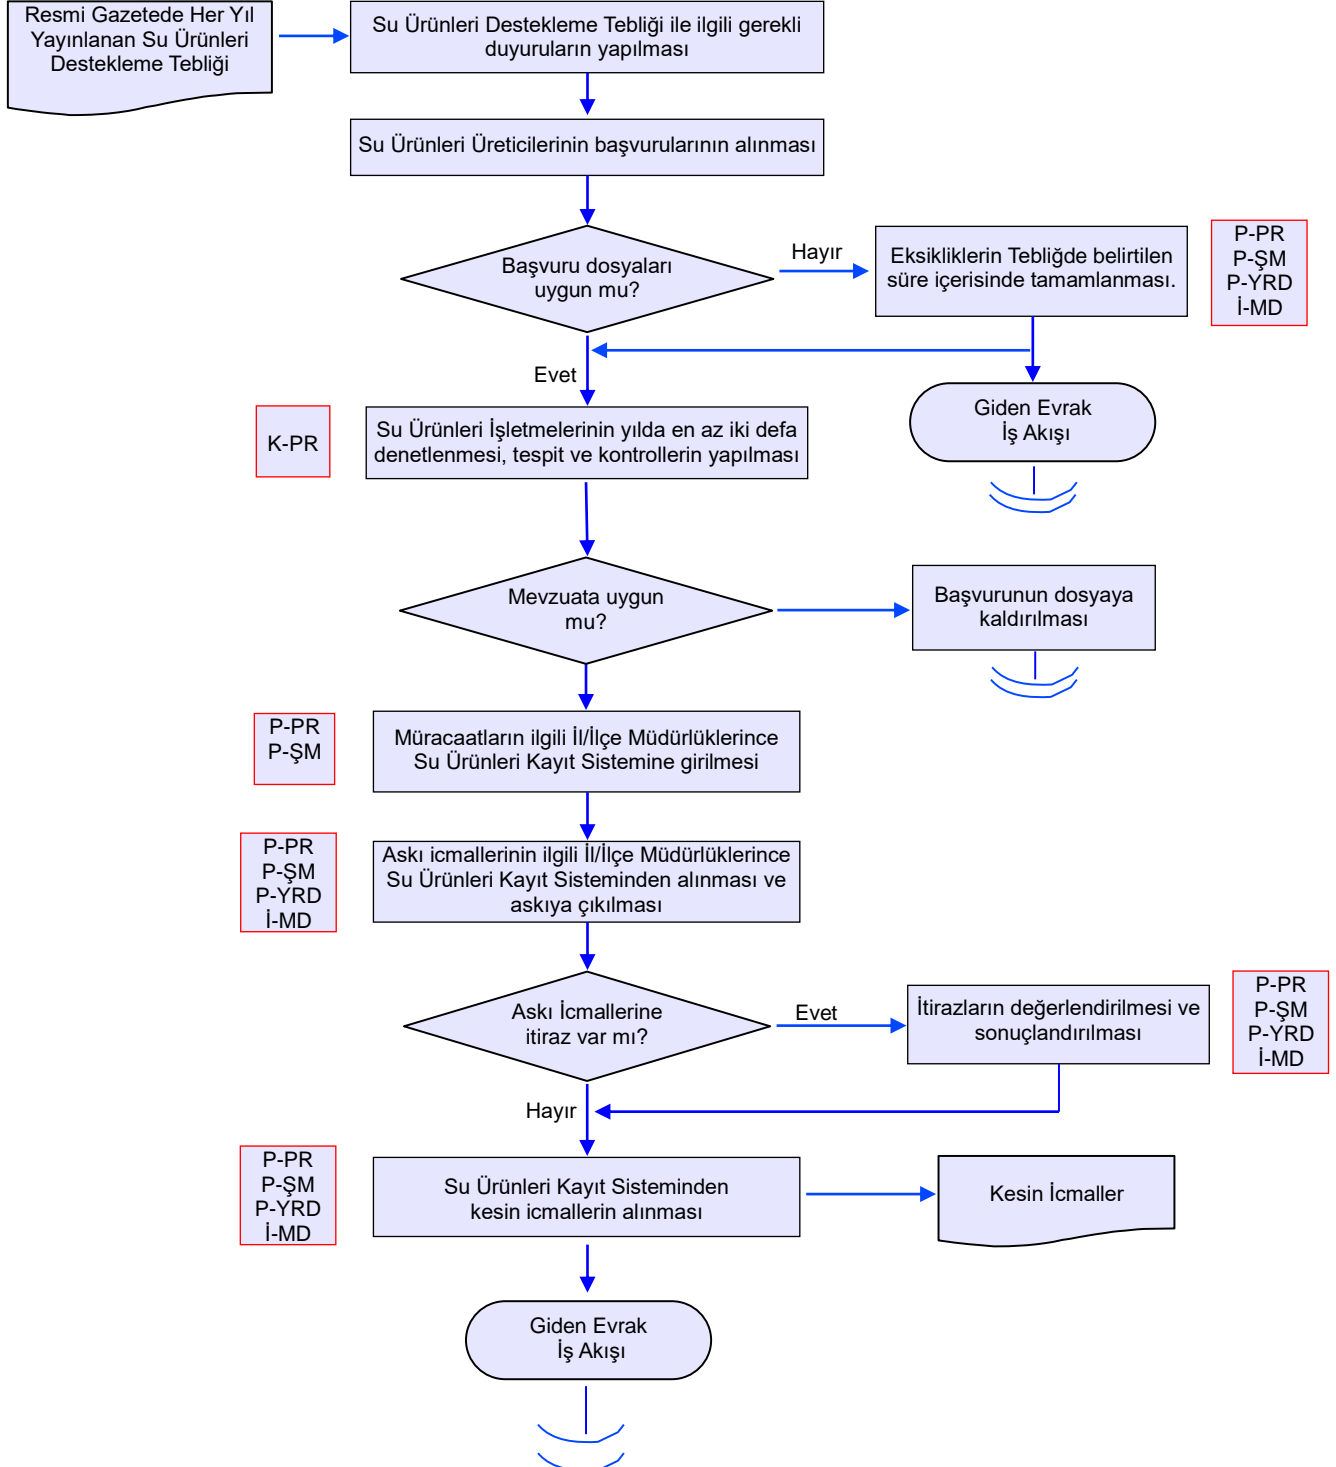 Resmi Gazetede Her Yıl
Yayınlanan Su Ürünleri
Destekleme Tebliği
Su Ürünleri Destekleme Tebliği ile ilgili gerekli
duyuruların yapılması
Su Ürünleri Üreticilerinin başvurularının alınması
Başvuru dosyaları
uygun mu?
Hayır
Eksikliklerin Tebliğde belirtilen
süre içerisinde tamamlanması.
P-PR
P-ŞM
P-YRD
İ-MD
Evet
Giden Evrak
İş Akışı
K-PR
Su Ürünleri İşletmelerinin yılda en az iki defa
denetlenmesi, tespit ve kontrollerin yapılması
Mevzuata uygun
mu?
Başvurunun dosyaya
kaldırılması
P-PR
P-ŞM
Müracaatların ilgili İl/İlçe Müdürlüklerince
Su Ürünleri Kayıt Sistemine girilmesi
P-PR
P-ŞM
P-YRD
İ-MD
Askı icmallerinin ilgili İl/İlçe Müdürlüklerince
Su Ürünleri Kayıt Sisteminden alınması ve
askıya çıkılması
Askı İcmallerine
itiraz var mı?
Evet
İtirazların değerlendirilmesi ve
sonuçlandırılması
P-PR
P-ŞM
P-YRD
İ-MD
Hayır
P-PR
P-ŞM
P-YRD
İ-MD
Su Ürünleri Kayıt Sisteminden
kesin icmallerin alınması
Kesin İcmaller
Giden Evrak
İş Akışı